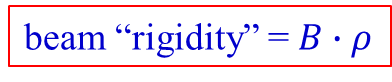 beam “rigidity” = B · ρ